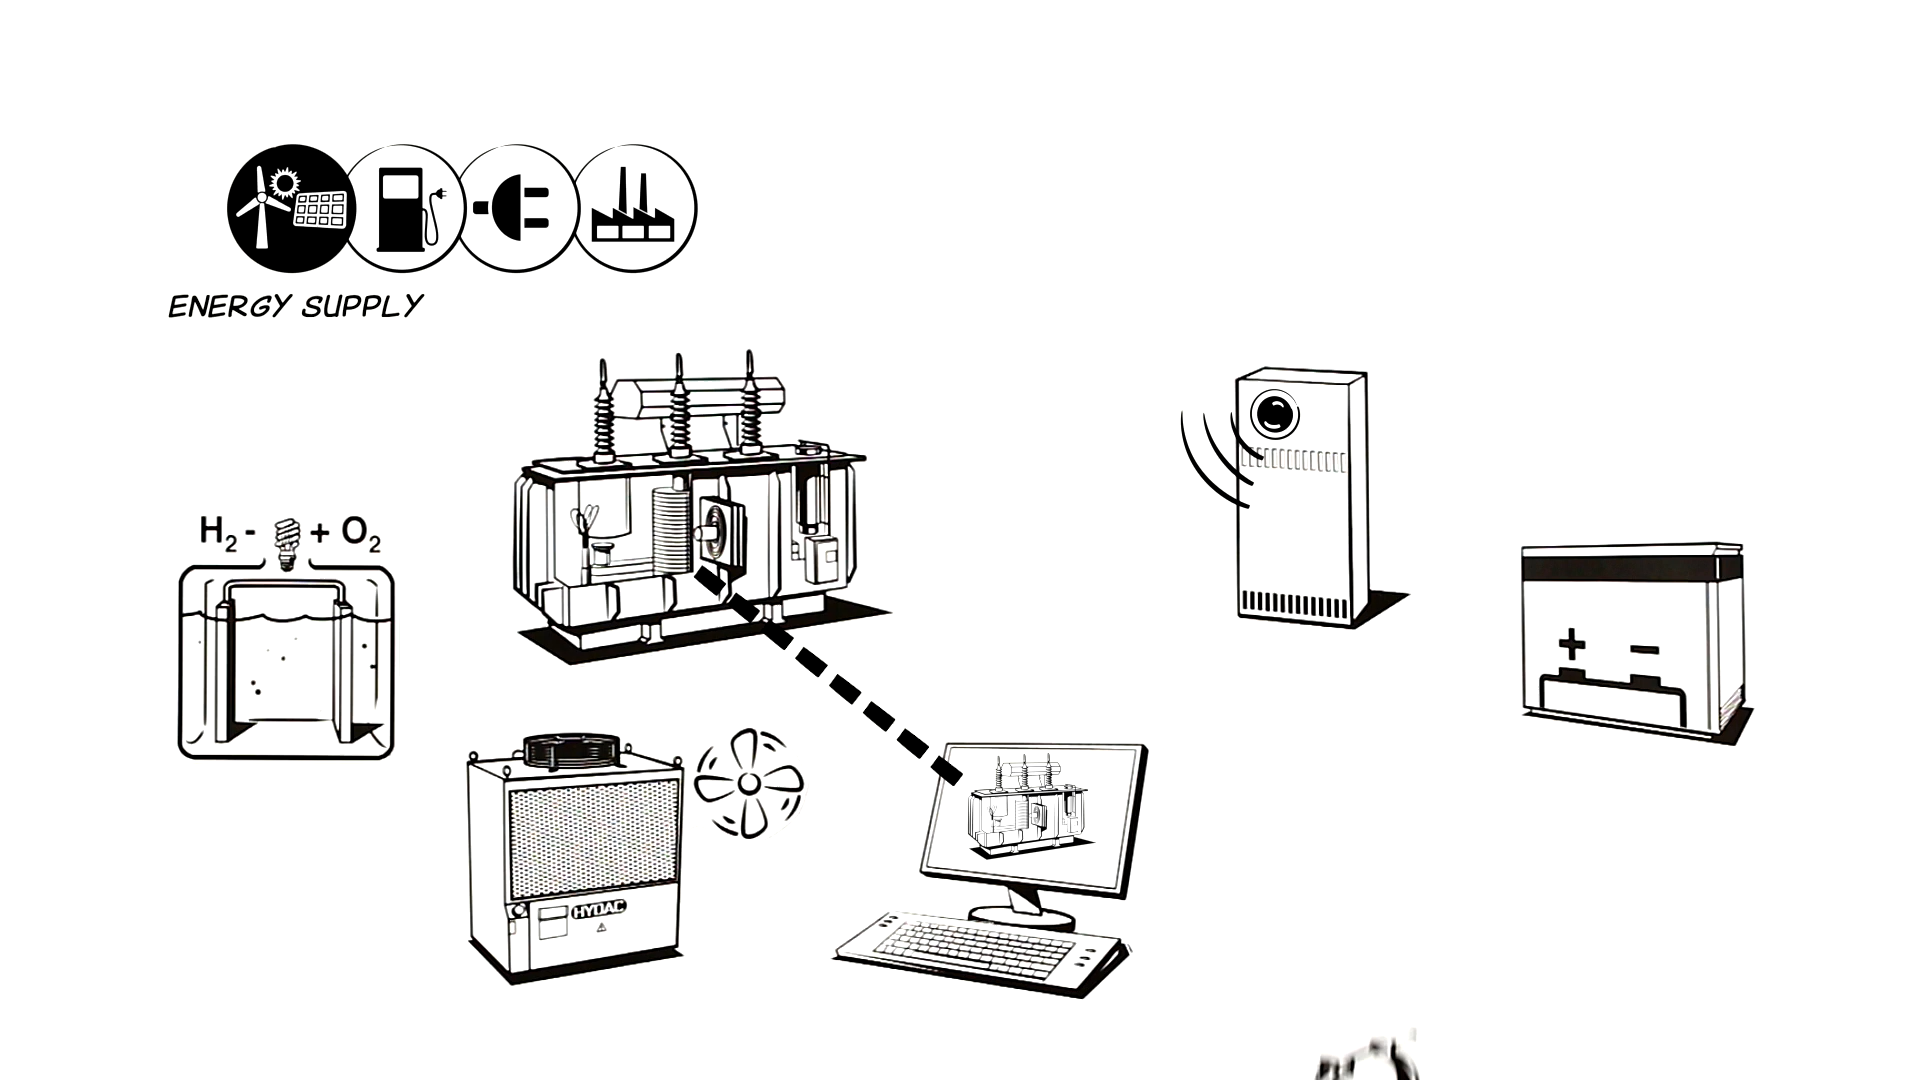 ENERGY SUPPLY
H2 - + O2
+ -
HYDAC